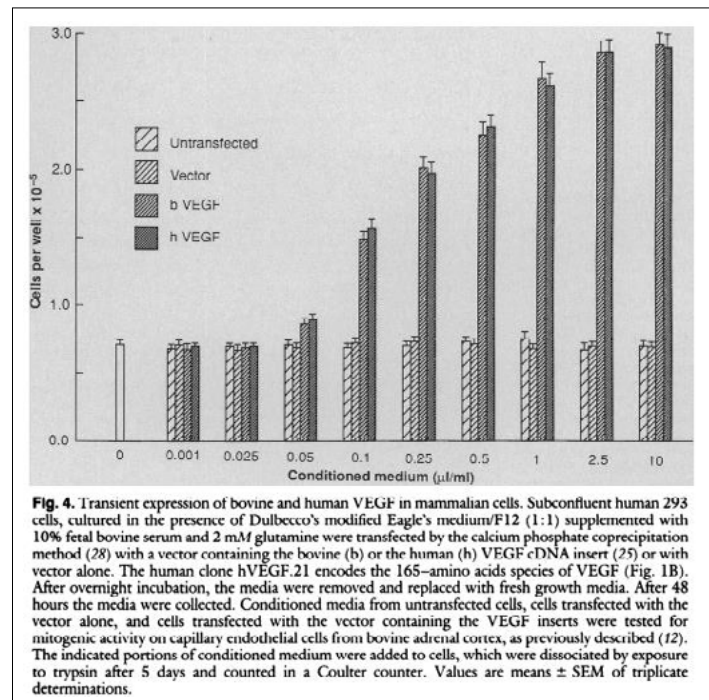 3.0
2.0
1.0
0.0
Cells per well x 10-5
Untransfected
Vector
b VEGF
h VEGF
0 0.001 0.025 0.05 0.1 0.25 0.5 1 2.5 10
Conditioned medium (µl/ml)
Fig. 4. Transient expression of bovine and human VEGF in mammalian cells. Subconfluent human 293
cells, cultured in the presence of Dulbecco's modified Eagle's medium/F12 (1:1) supplemented with
10% fetal bovine serum and 2 mM glutamine were transfected by the calcium phosphate coprecipitation
method (28) with a vector containing the bovine (b) or the human (h) VEGF cDNA insert (25) or with
vector alone. The human clone hVEGF.21 encodes the 165–amino acids species of VEGF (Fig. 1B).
After overnight incubation, the media were removed and replaced with fresh growth media. After 48
hours the media were collected. Conditioned media from untransfected cells, cells transfected with the
vector alone, and cells transfected with the vector containing the VEGF inserts were tested for
mitogenic activity on capillary endothelial cells from bovine adrenal cortex, as previously described (12).
The indicated portions of conditioned medium were added to cells, which were dissociated by exposure
to trypsin after 5 days and counted in a Coulter counter. Values are means ± SEM of triplicate
determinations.